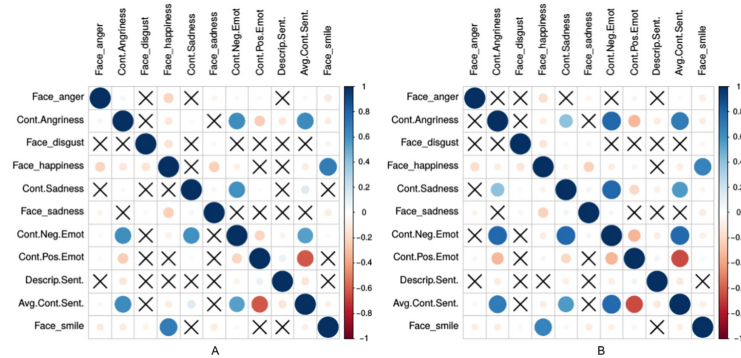 Face_anger
Cont.Angriness
Face_disgust
Face_happiness
Cont.Sadness
Face_sadness
Cont.Neg.Emot
Cont.Pos.Emot
Descrip.Sent.
Avg.Cont.Sent.
Face_smile
Face_anger
Cont.Angriness
Face_disgust
Face_happiness
Cont.Sadness
Face_sadness
Cont.Neg.Emot
Cont.Pos.Emot
Descrip.Sent.
Avg.Cont.Sent.
Face_smile
1
0.8
0.6
0.4
0.2
0
-0.2
-0.4
-0.6
-0.8
-1
A
Face_anger
Cont.Angriness
Face_disgust
Face_happiness
Cont.Sadness
Face_sadness
Cont.Neg.Emot
Cont.Pos.Emot
Descrip.Sent.
Avg.Cont.Sent.
Face_smile
Face_anger
Cont.Angriness
Face_disgust
Face_happiness
Cont.Sadness
Face_sadness
Cont.Neg.Emot
Cont.Pos.Emot
Descrip.Sent.
Avg.Cont.Sent.
Face_smile
1
0.8
0.6
0.4
0.2
0
-0.2
-0.4
-0.6
-0.8
-1
B